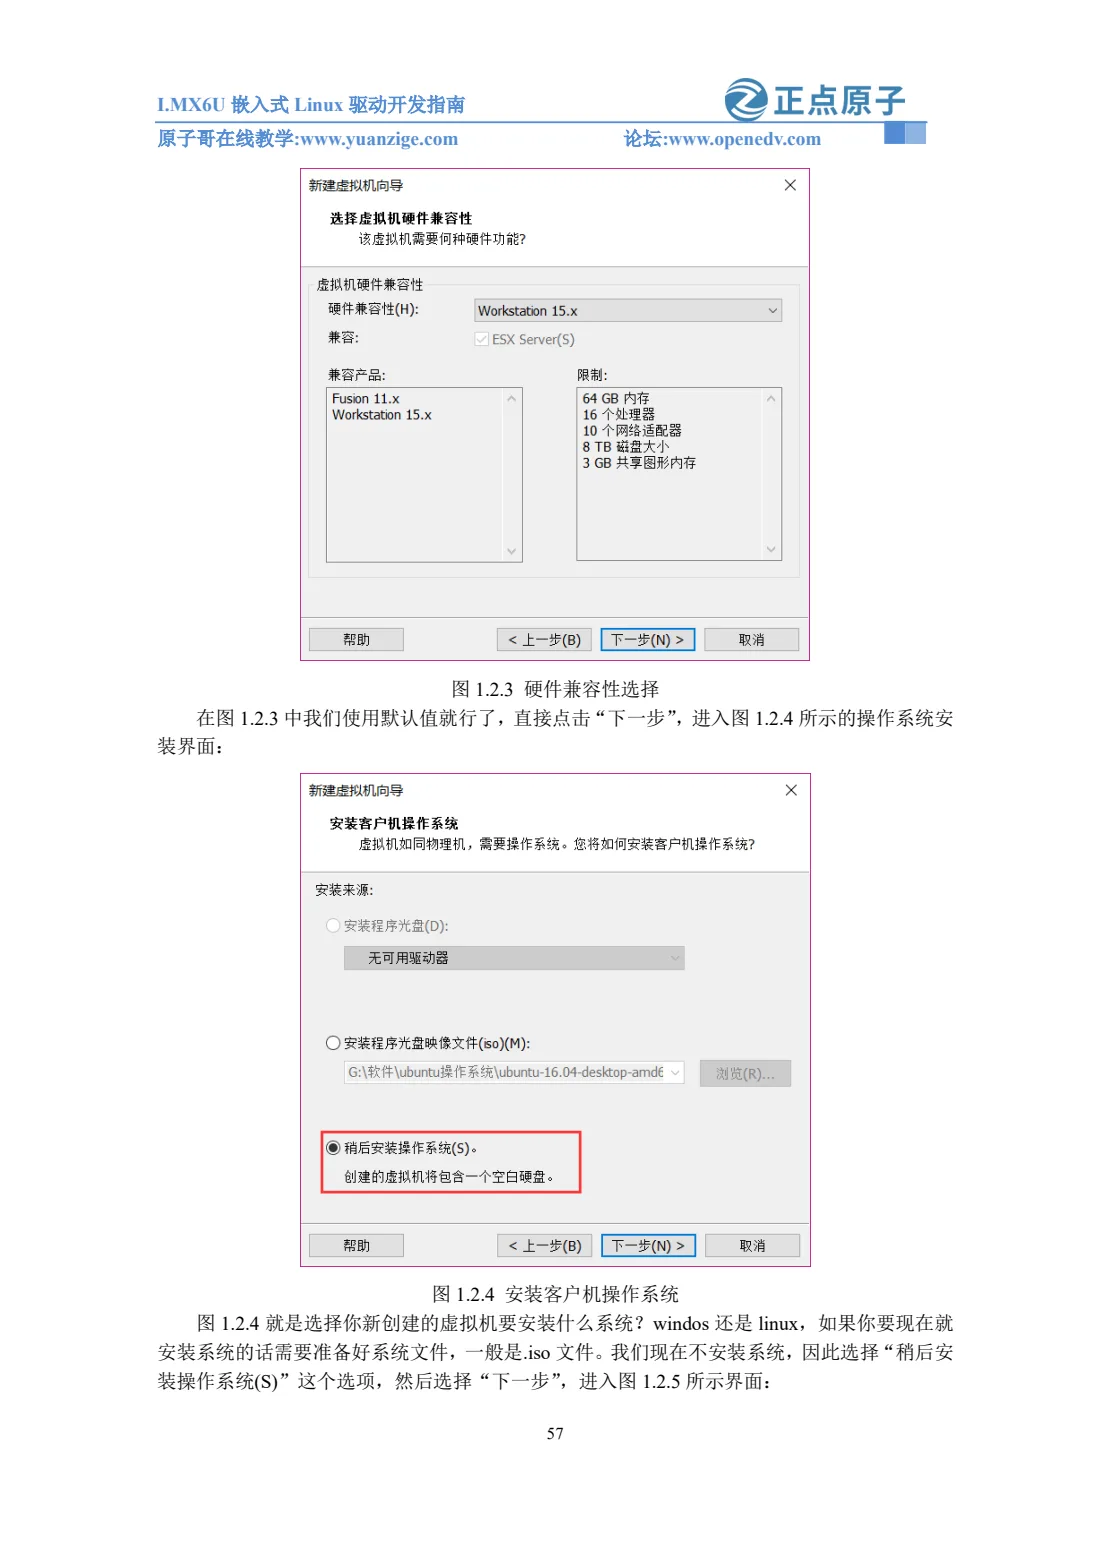 I.MX6U 嵌入式 Linux 驱动开发指南
正点原子
原子哥在线教学:www.yuanzige.com 论坛:www.openedv.com
新建虚拟机向导
选择虚拟机硬件兼容性
该虚拟机需要何种硬件功能?
虚拟机硬件兼容性
硬件兼容性(H): Workstation 15.x
兼容: ESX Server(S)
兼容产品: 限制:
Fusion 11.x 64 GB 内存
Workstation 15.x 16 个处理器
10 个网络适配器
8 TB 磁盘大小
3 GB 共享图形内存
帮助 < 上一步(B) 下一步(N) > 取消
图 1.2.3 硬件兼容性选择
在图 1.2.3 中我们使用默认值就行了，直接点击“下一步”，进入图 1.2.4 所示的操作系统安
装界面：
新建虚拟机向导
安装客户机操作系统
虚拟机如同物理机，需要操作系统。您将如何安装客户机操作系统?
安装来源:
安装程序光盘(D):
无可用驱动器
安装程序光盘映像文件(iso)(M):
G:\软件\ubuntu操作系统\ubuntu-16.04-desktop-amd6 浏览(R)...
稍后安装操作系统(S)。
创建的虚拟机将包含一个空白硬盘。
帮助 < 上一步(B) 下一步(N) > 取消
图 1.2.4 安装客户机操作系统
图 1.2.4 就是选择你新创建的虚拟机要安装什么系统？windos 还是 linux，如果你要现在就
安装系统的话需要准备好系统文件，一般是.iso 文件。我们现在不安装系统，因此选择“稍后安
装操作系统(S)”这个选项，然后选择“下一步”，进入图 1.2.5 所示界面：
57